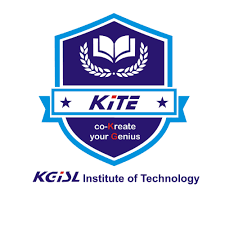 KiTE
co-Kreate
your Genius
KGiSL Institute of Technology